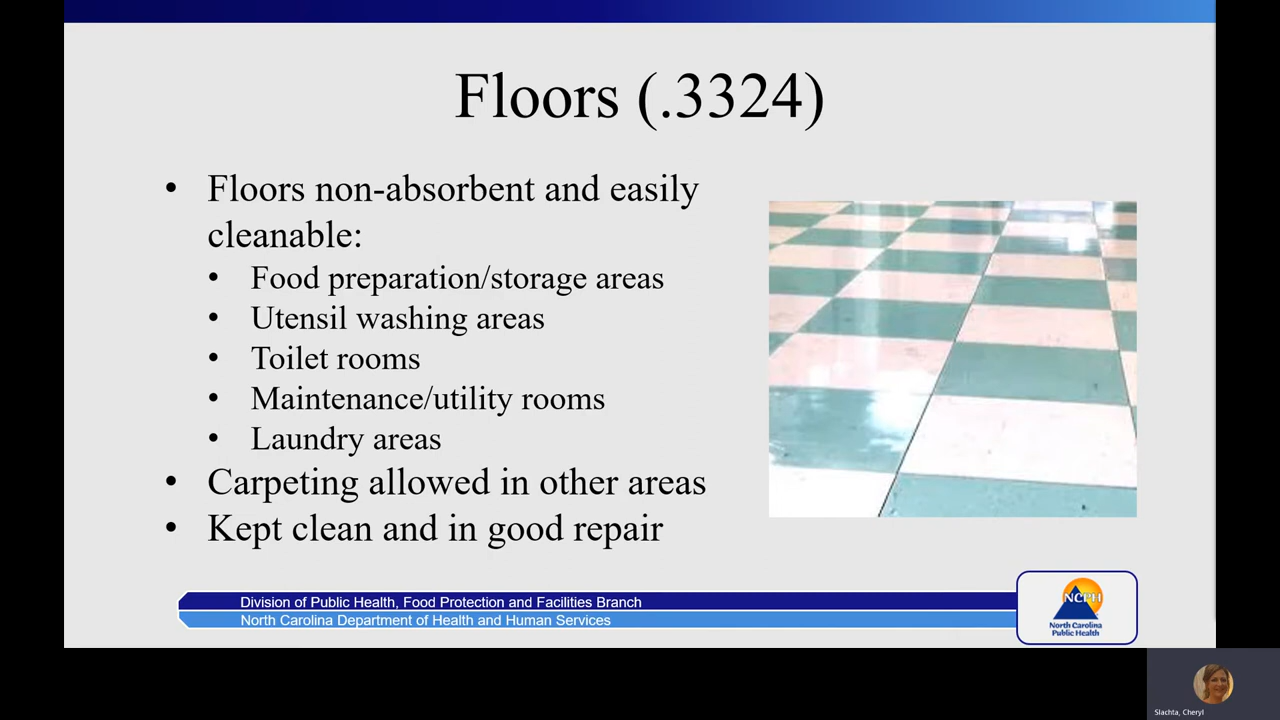 Floors (.3324)
• Floors non-absorbent and easily
cleanable:
• Food preparation/storage areas
• Utensil washing areas
• Toilet rooms
• Maintenance/utility rooms
• Laundry areas
• Carpeting allowed in other areas
• Kept clean and in good repair
Division of Public Health, Food Protection and Facilities Branch
North Carolina Department of Health and Human Services
NCPH
North Carolina
Public Health
Slachta, Cheryl